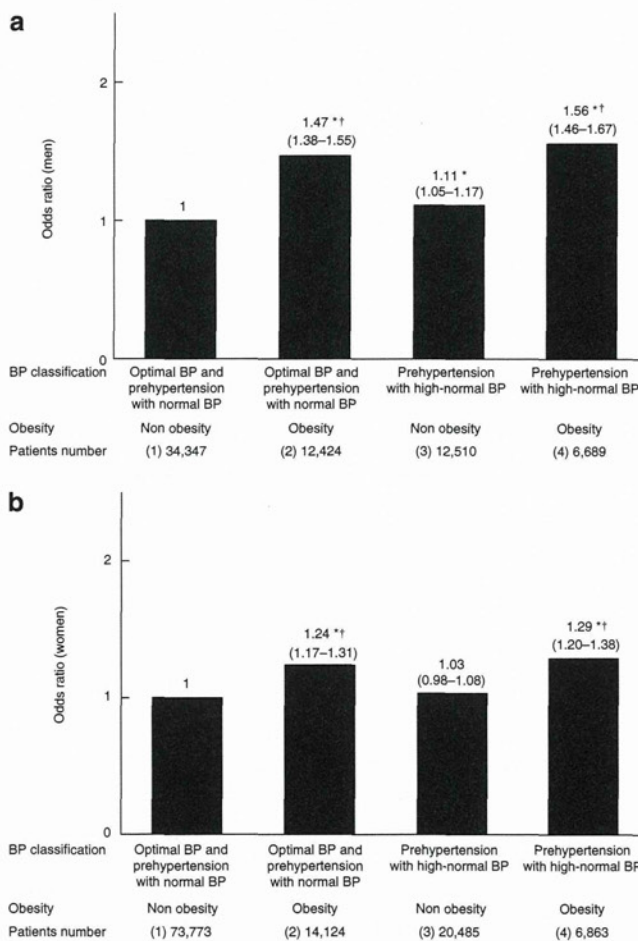 a
2
1
0
Odds ratio (men)
1
1.47 *†
(1.38–1.55)
1.11 *
(1.05–1.17)
1.56 *†
(1.46–1.67)
BP classification Optimal BP and prehypertension with normal BP Optimal BP and prehypertension with normal BP Prehypertension with high-normal BP Prehypertension with high-normal BP
Obesity Non obesity Obesity Non obesity Obesity
Patients number (1) 34,347 (2) 12,424 (3) 12,510 (4) 6,689
b
2
1
0
Odds ratio (women)
1
1.24 *†
(1.17–1.31)
1.03
(0.98–1.08)
1.29 *†
(1.20–1.38)
BP classification Optimal BP and prehypertension with normal BP Optimal BP and prehypertension with normal BP Prehypertension with high-normal BP Prehypertension with high-normal BP
Obesity Non obesity Obesity Non obesity Obesity
Patients number (1) 73,773 (2) 14,124 (3) 20,485 (4) 6,863